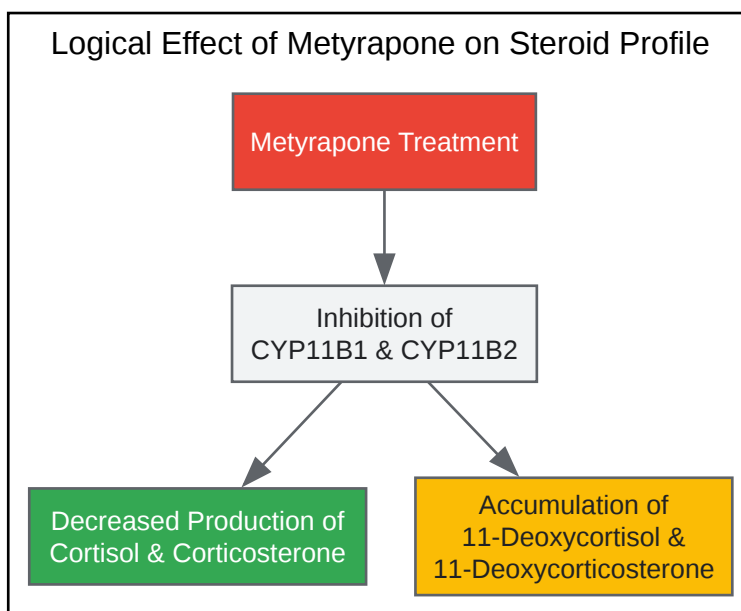 Logical Effect of Metyrapone on Steroid Profile
Metyrapone Treatment
Inhibition of
CYP11B1 & CYP11B2
Decreased Production of
Cortisol & Corticosterone
Accumulation of
11-Deoxycortisol &
11-Deoxycorticosterone